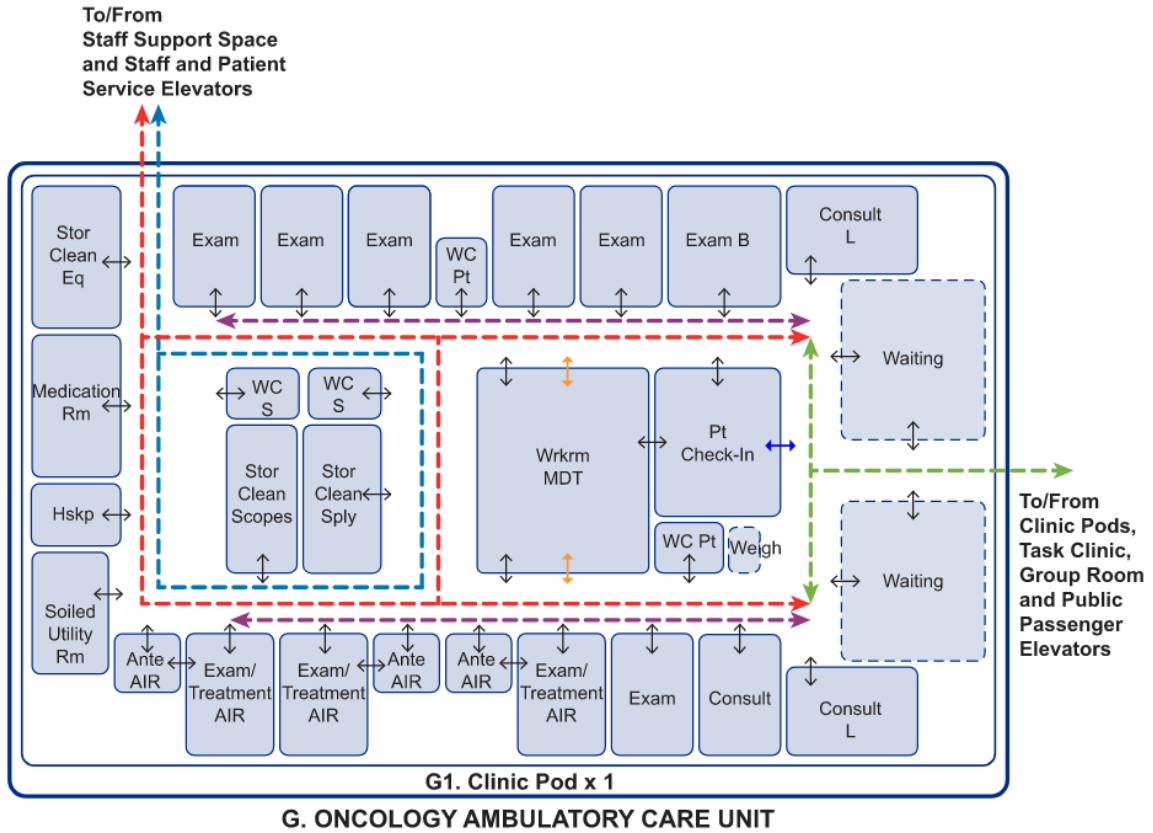 To/From
Staff Support Space
and Staff and Patient
Service Elevators
Stor
Clean
Eq
Exam
Exam
Exam
WC
Pt
Exam
Exam
Exam B
Consult
L
Waiting
Medication
Rm
WC
S
WC
S
Stor
Clean
Scopes
Stor
Clean
Sply
Wrkrm
MDT
Pt
Check-In
WC Pt
Weigh
Hskp
Soiled
Utility
Rm
Waiting
To/From
Clinic Pods,
Task Clinic,
Group Room
and Public
Passenger
Elevators
Ante
AIR
Exam/
Treatment
AIR
Exam/
Treatment
AIR
Ante
AIR
Ante
AIR
Exam/
Treatment
AIR
Exam
Consult
Consult
L
G1. Clinic Pod x 1
G. ONCOLOGY AMBULATORY CARE UNIT